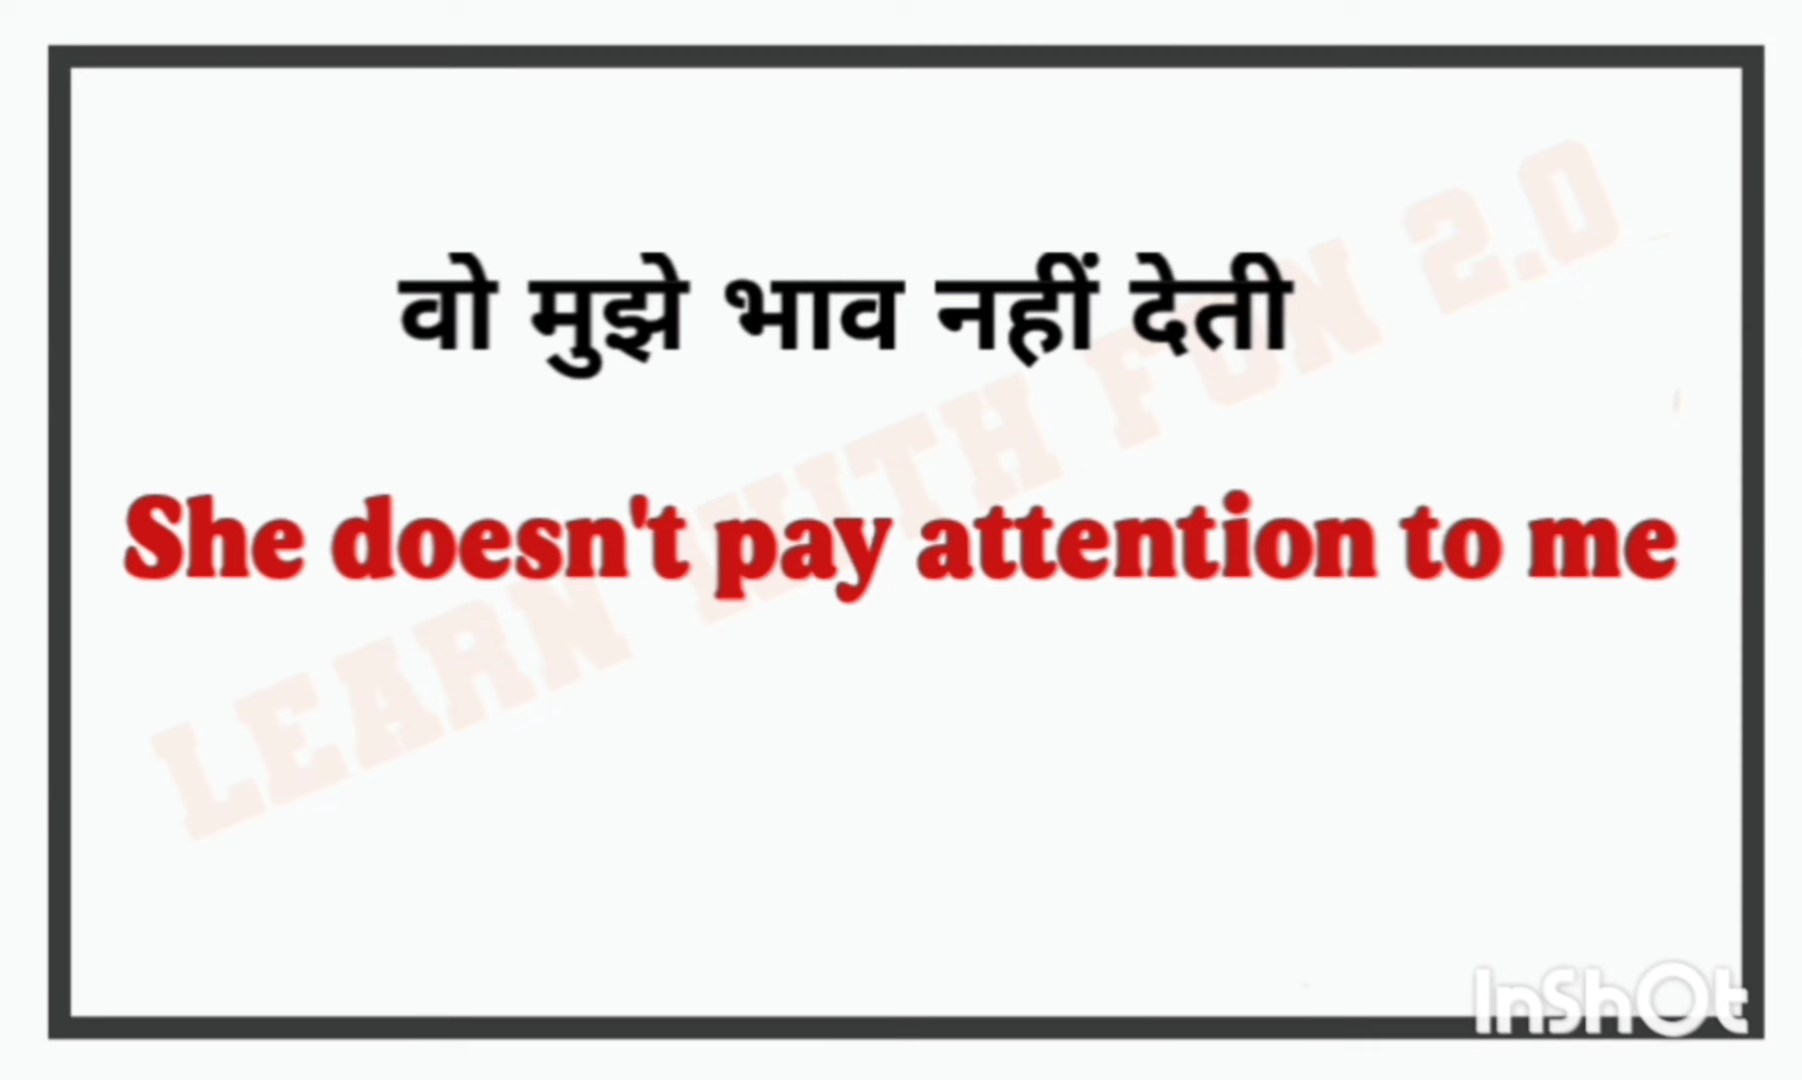 वो मुझे भाव नहीं देती
She doesn't pay attention to me
LEARN WITH FUN 2.0
InShOt